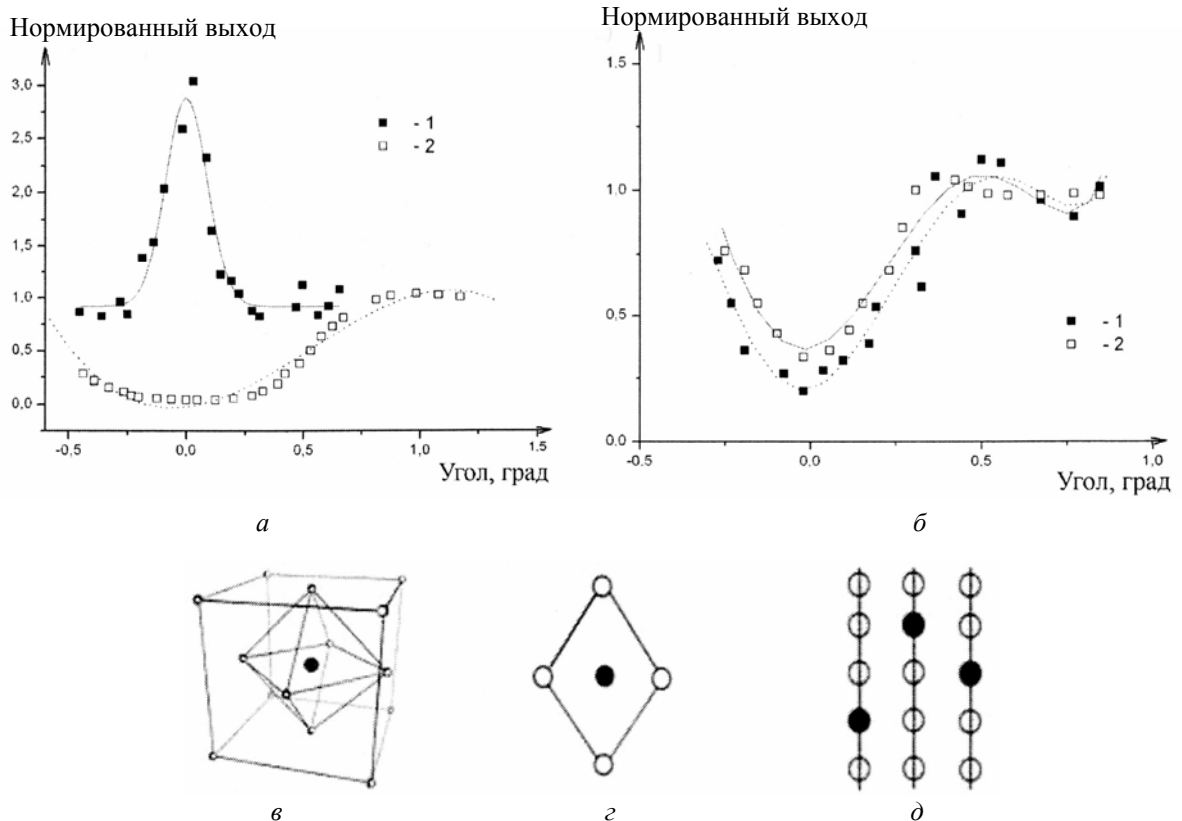 Нормированный выход
3,0
2,5
2,0
1,5
1,0
0,5
0,0
-0,5
0,0
0,5
1,0
1,5
- 1
- 2
Угол, град
а
Нормированный выход
1.5
1.0
0.5
0.0
-0.5
0,0
0,5
1,0
- 1
- 2
Угол, град
б
в
г
д